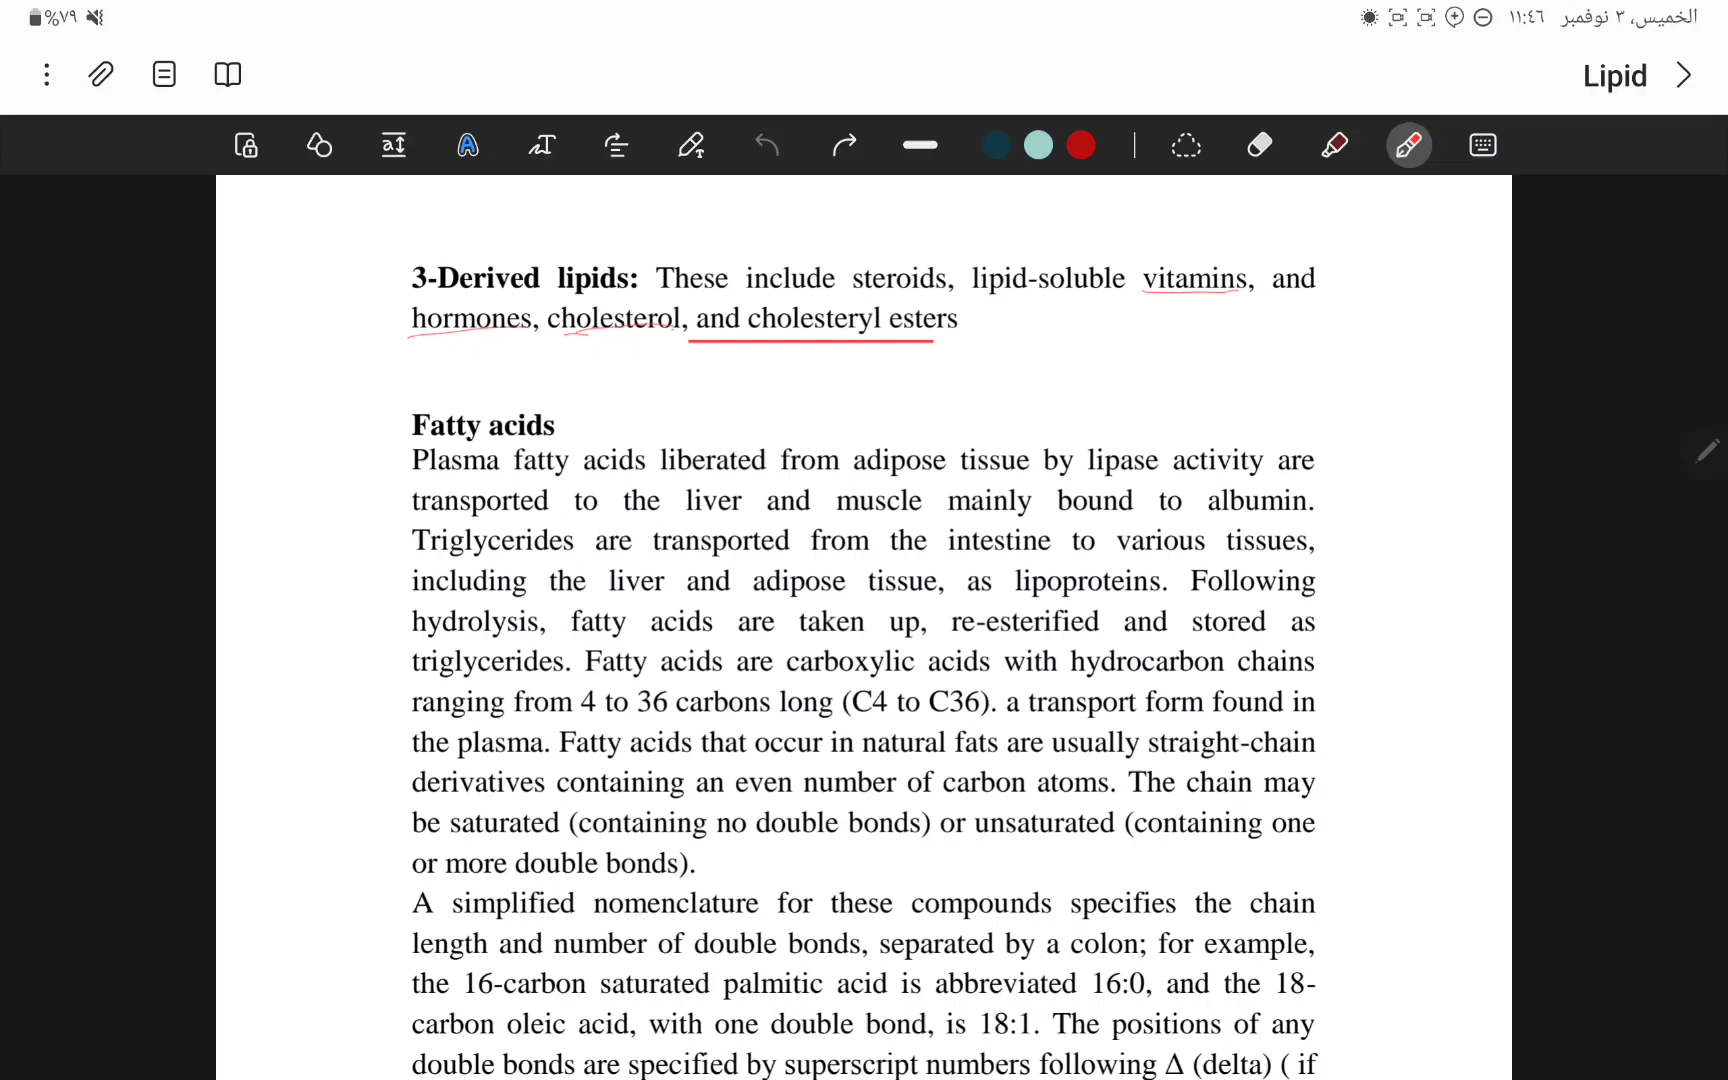 %٧٩
الخميس، ٣ نوفمبر ١١:٤٦
Lipid
3-Derived lipids: These include steroids, lipid-soluble vitamins, and
hormones, cholesterol, and cholesteryl esters
Fatty acids
Plasma fatty acids liberated from adipose tissue by lipase activity are
transported to the liver and muscle mainly bound to albumin.
Triglycerides are transported from the intestine to various tissues,
including the liver and adipose tissue, as lipoproteins. Following
hydrolysis, fatty acids are taken up, re-esterified and stored as
triglycerides. Fatty acids are carboxylic acids with hydrocarbon chains
ranging from 4 to 36 carbons long (C4 to C36). a transport form found in
the plasma. Fatty acids that occur in natural fats are usually straight-chain
derivatives containing an even number of carbon atoms. The chain may
be saturated (containing no double bonds) or unsaturated (containing one
or more double bonds).
A simplified nomenclature for these compounds specifies the chain
length and number of double bonds, separated by a colon; for example,
the 16-carbon saturated palmitic acid is abbreviated 16:0, and the 18-
carbon oleic acid, with one double bond, is 18:1. The positions of any
double bonds are specified by superscript numbers following Δ (delta) ( if